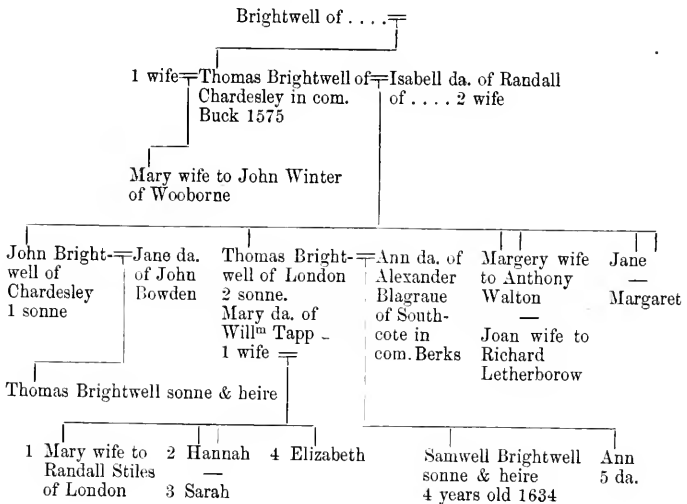 Brightwell of . . . .
1 wife Thomas Brightwell of Isabell da. of Randall
Chardesley in com. of . . . . 2 wife
Buck 1575
Mary wife to John Winter
of Wooborne
John Bright-
well of
Chardesley
1 sonne
Jane da.
of John
Bowden
Thomas Bright-
well of London
2 sonne.
Mary da. of
Willᵐ Tapp
1 wife
Ann da. of
Alexander
Blagraue
of South-
cote in
com. Berks
Margery wife
to Anthony
Walton
—
Joan wife to
Richard
Letherborow
Jane
—
Margaret
Thomas Brightwell sonne & heire
1 Mary wife to
Randall Stiles
of London
2 Hannah
—
3 Sarah
4 Elizabeth
Samwell Brightwell
sonne & heire
4 years old 1634
Ann
5 da.